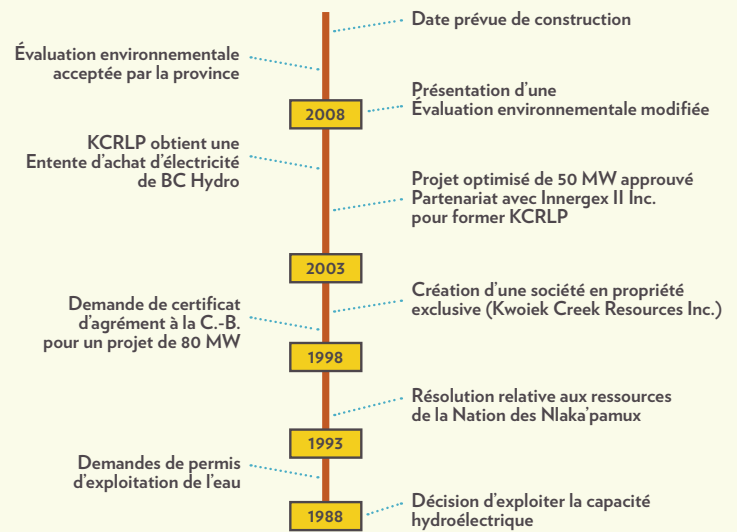 Date prévue de construction
Évaluation environnementale
acceptée par la province
Présentation d'une
Évaluation environnementale modifiée
2008
KCRLP obtient une
Entente d'achat d'électricité
de BC Hydro
Projet optimisé de 50 MW approuvé
Partenariat avec Innergex II Inc.
pour former KCRLP
2003
Création d'une société en propriété
exclusive (Kwoiek Creek Resources Inc.)
Demande de certificat
d'agrément à la C.-B.
pour un projet de 80 MW
1998
Résolution relative aux ressources
de la Nation des Nlaka'pamux
1993
Demandes de permis
d'exploitation de l'eau
1988
Décision d'exploiter la capacité
hydroélectrique